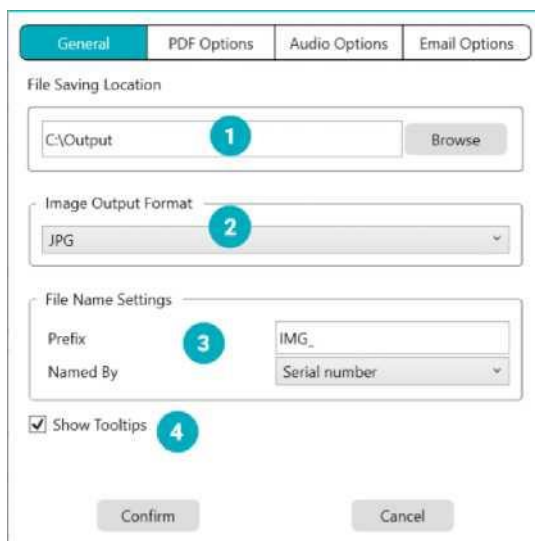 General PDF Options Audio Options Email Options
File Saving Location
C:\Output 1 Browse
Image Output Format
2
JPG
File Name Settings
Prefix 3 IMG_
Named By Serial number
Show Tooltips 4
Confirm Cancel